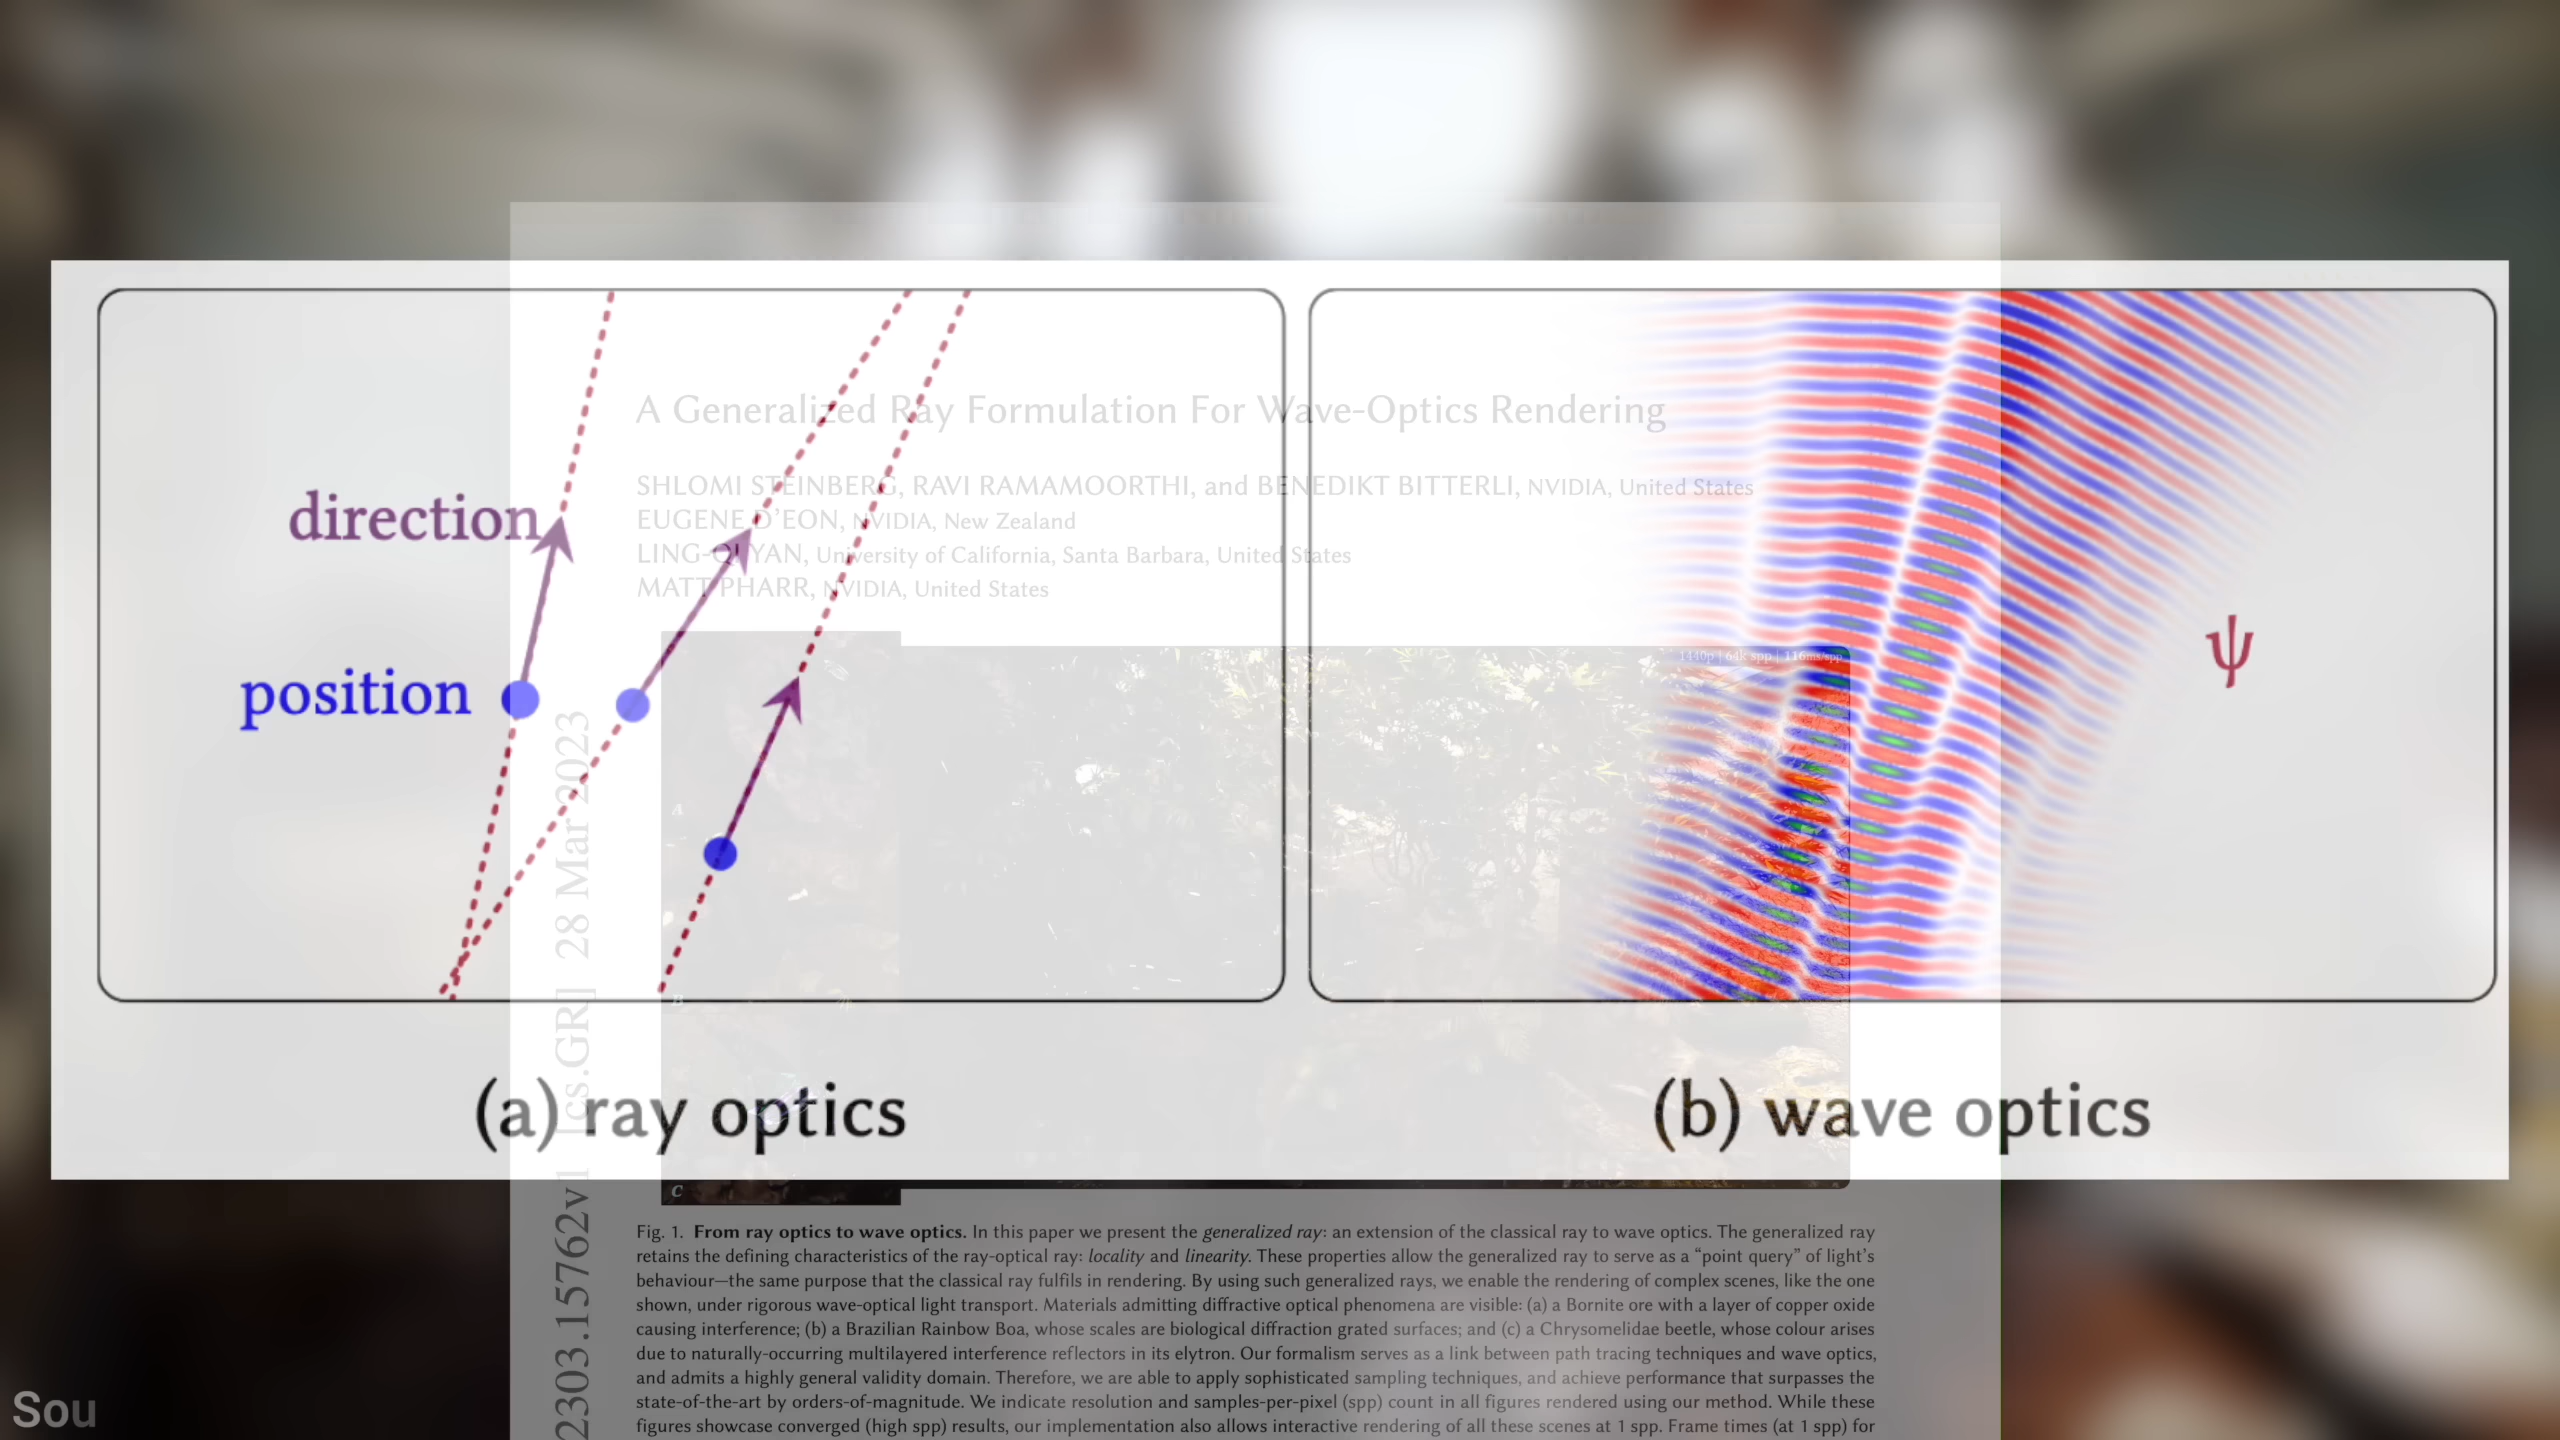 A Generalized Ray Formulation For Wave-Optics Rendering
SHLOMI STEINBERG, RAVI RAMAMOORTHI, and BENEDIKT BITTERLI, NVIDIA, United States
EUGENE D'EON, NVIDIA, New Zealand
LING-QI YAN, University of California, Santa Barbara, United States
MATT PHARR, NVIDIA, United States
direction
position
ψ
1440p | 64k spp | 116ms/spp
A
B
C
2303.15762v1 [cs.GR] 28 Mar 2023
(a) ray optics
(b) wave optics
Fig. 1. From ray optics to wave optics. In this paper we present the generalized ray: an extension of the classical ray to wave optics. The generalized ray
retains the defining characteristics of the ray-optical ray: locality and linearity. These properties allow the generalized ray to serve as a “point query” of light’s
behaviour—the same purpose that the classical ray fulfils in rendering. By using such generalized rays, we enable the rendering of complex scenes, like the one
shown, under rigorous wave-optical light transport. Materials admitting diffractive optical phenomena are visible: (a) a Bornite ore with a layer of copper oxide
causing interference; (b) a Brazilian Rainbow Boa, whose scales are biological diffraction grated surfaces; and (c) a Chrysomelidae beetle, whose colour arises
due to naturally-occurring multilayered interference reflectors in its elytron. Our formalism serves as a link between path tracing techniques and wave optics,
and admits a highly general validity domain. Therefore, we are able to apply sophisticated sampling techniques, and achieve performance that surpasses the
state-of-the-art by orders-of-magnitude. We indicate resolution and samples-per-pixel (spp) count in all figures rendered using our method. While these
figures showcase converged (high spp) results, our implementation also allows interactive rendering of all these scenes at 1 spp. Frame times (at 1 spp) for
Sou